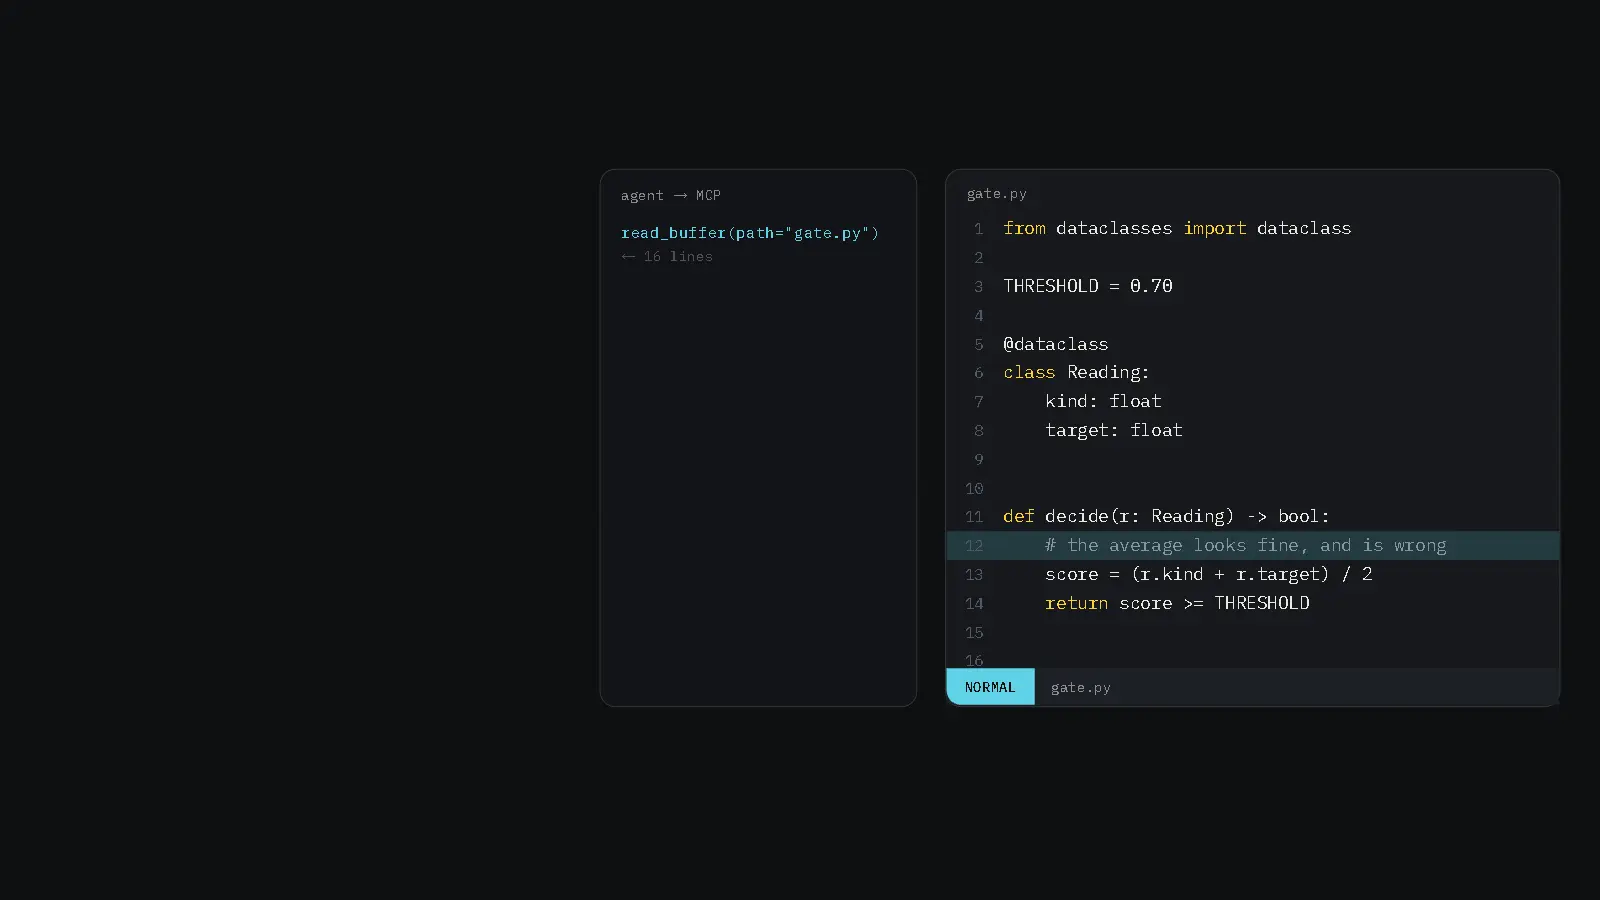 agent → MCP
read_buffer(path="gate.py")
← 16 lines
gate.py
1 from dataclasses import dataclass
2
3 THRESHOLD = 0.70
4
5 @dataclass
6 class Reading:
7     kind: float
8     target: float
9
10
11 def decide(r: Reading) -> bool:
12     # the average looks fine, and is wrong
13     score = (r.kind + r.target) / 2
14     return score >= THRESHOLD
15
16
NORMAL gate.py